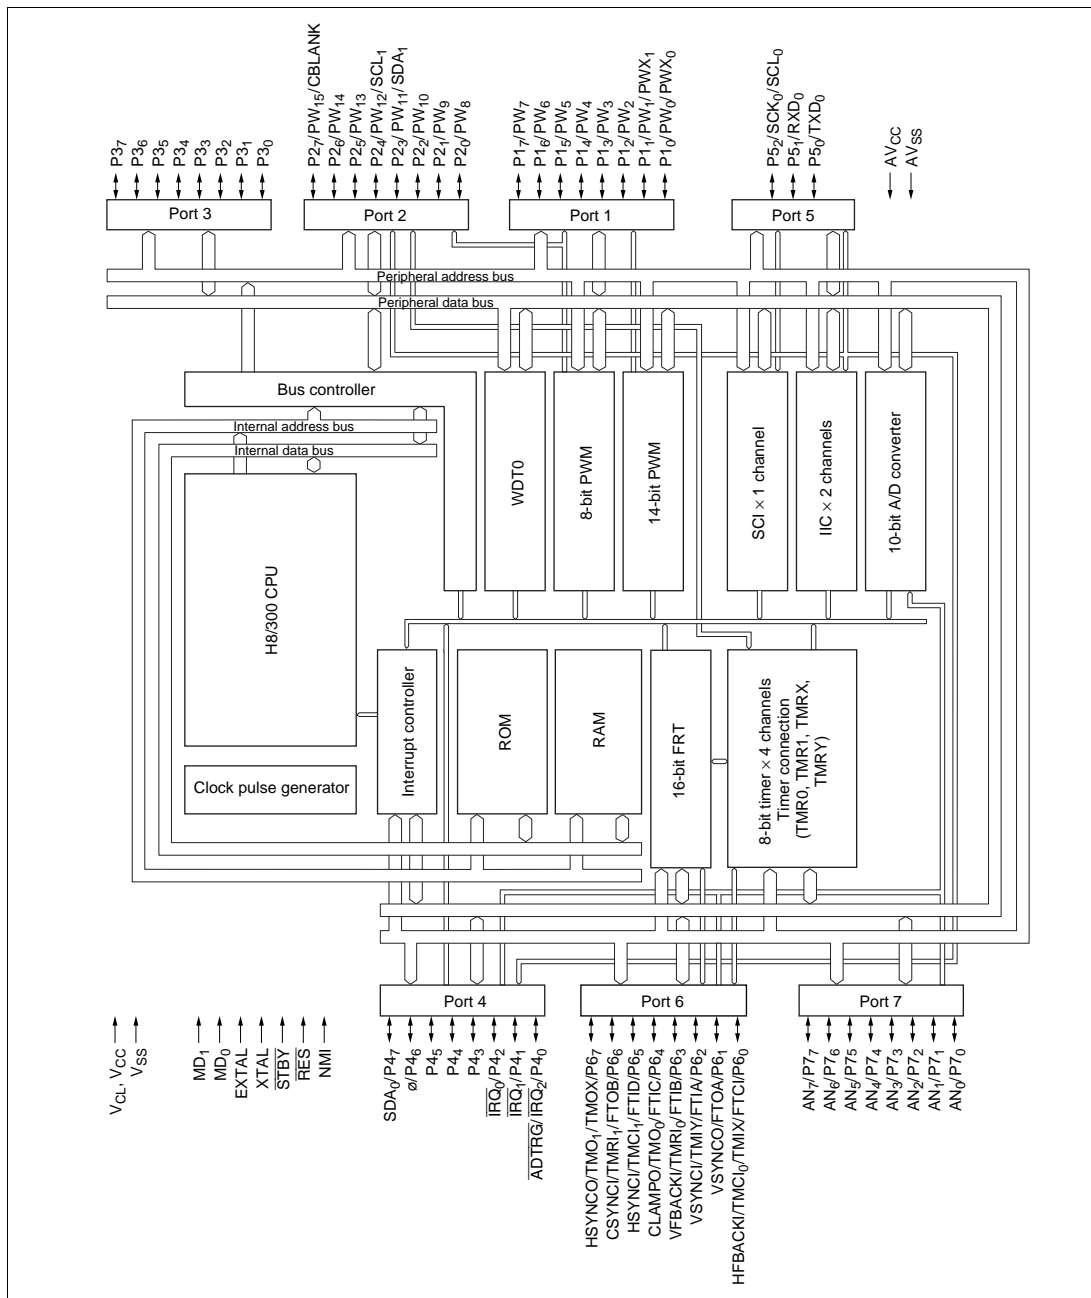 P3₇
P3₆
P3₅
P3₄
P3₃
P3₂
P3₁
P3₀
P2₇/PW₁₅/CBLANK
P2₆/PW₁₄
P2₅/PW₁₃
P2₄/PW₁₂/SCL₁
P2₃/PW₁₁/SDA₁
P2₂/PW₁₀
P2₁/PW₉
P2₀/PW₈
P1₇/PW₇
P1₆/PW₆
P1₅/PW₅
P1₄/PW₄
P1₃/PW₃
P1₂/PW₂
P1₁/PW₁/PWX₁
P1₀/PW₀/PWX₀
P5₂/SCK₀/SCL₀
P5₁/RXD₀
P5₀/TXD₀
AVCC
AVSS
Port 3
Port 2
Port 1
Port 5
Peripheral address bus
Peripheral data bus
Bus controller
Internal address bus
Internal data bus
WDT0
8-bit PWM
14-bit PWM
SCI × 1 channel
IIC × 2 channels
10-bit A/D converter
H8/300 CPU
Clock pulse generator
Interrupt controller
ROM
RAM
16-bit FRT
8-bit timer × 4 channels
Timer connection
(TMR0, TMR1, TMRX,
TMRY)
Port 4
Port 6
Port 7
VCL, VCC
VSS
MD₁
MD₀
EXTAL
XTAL
STBY
RES
NMI
SDA₀/P4₇
ø/P4₆
P4₅
P4₄
P4₃
IRQ₀/P4₂
IRQ₁/P4₁
ADTRG/IRQ₂/P4₀
HSYNCO/TMO₁/TMOX/P6₇
CSYNCI/TMRI₁/FTOB/P6₆
HSYNCI/TMCI₁/FTID/P6₅
CLAMPO/TMO₀/FTIC/P6₄
VFBACKI/TMRI₀/FTIB/P6₃
VSYNCI/TMIY/FTIA/P6₂
VSYNCO/FTOA/P6₁
HFBACKI/TMCI₀/TMIX/FTCI/P6₀
AN₇/P7₇
AN₆/P7₆
AN₅/P7₅
AN₄/P7₄
AN₃/P7₃
AN₂/P7₂
AN₁/P7₁
AN₀/P7₀